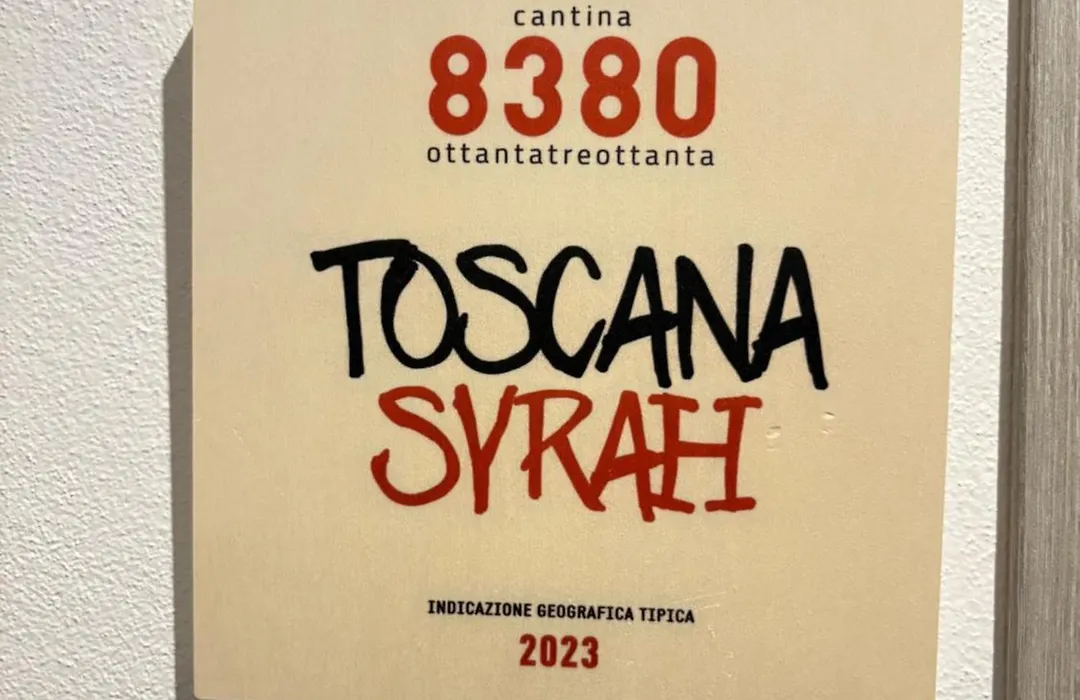 cantina
8380
ottantatreottanta
TOSCANA
SYRAH
INDICAZIONE GEOGRAFICA TIPICA
2023